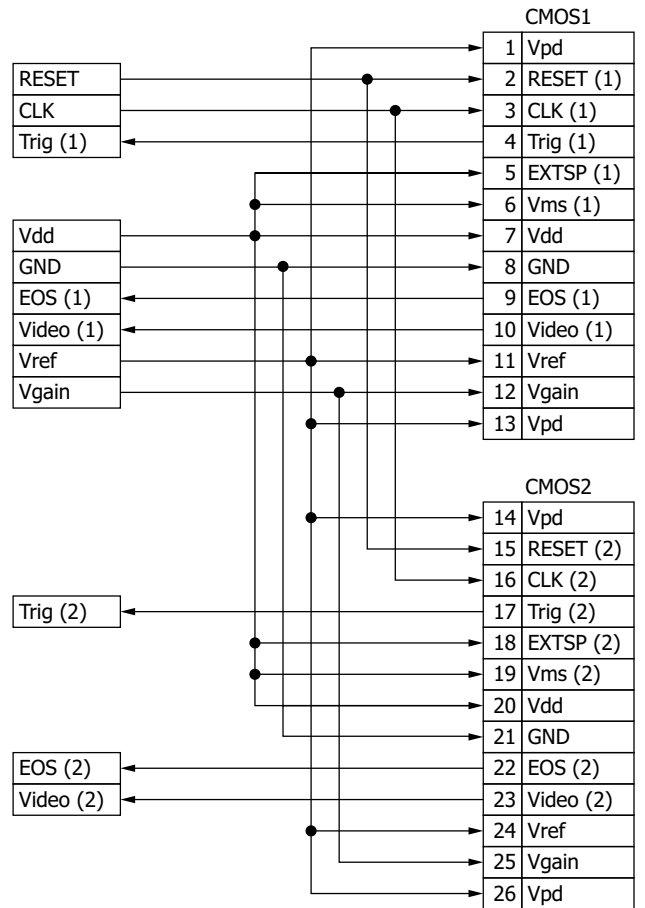 CMOS1
1 Vpd
RESET 2 RESET (1)
CLK 3 CLK (1)
Trig (1) 4 Trig (1)
5 EXTSP (1)
6 Vms (1)
Vdd 7 Vdd
GND 8 GND
EOS (1) 9 EOS (1)
Video (1) 10 Video (1)
Vref 11 Vref
Vgain 12 Vgain
13 Vpd
CMOS2
14 Vpd
15 RESET (2)
16 CLK (2)
Trig (2) 17 Trig (2)
18 EXTSP (2)
19 Vms (2)
20 Vdd
21 GND
EOS (2) 22 EOS (2)
Video (2) 23 Video (2)
24 Vref
25 Vgain
26 Vpd